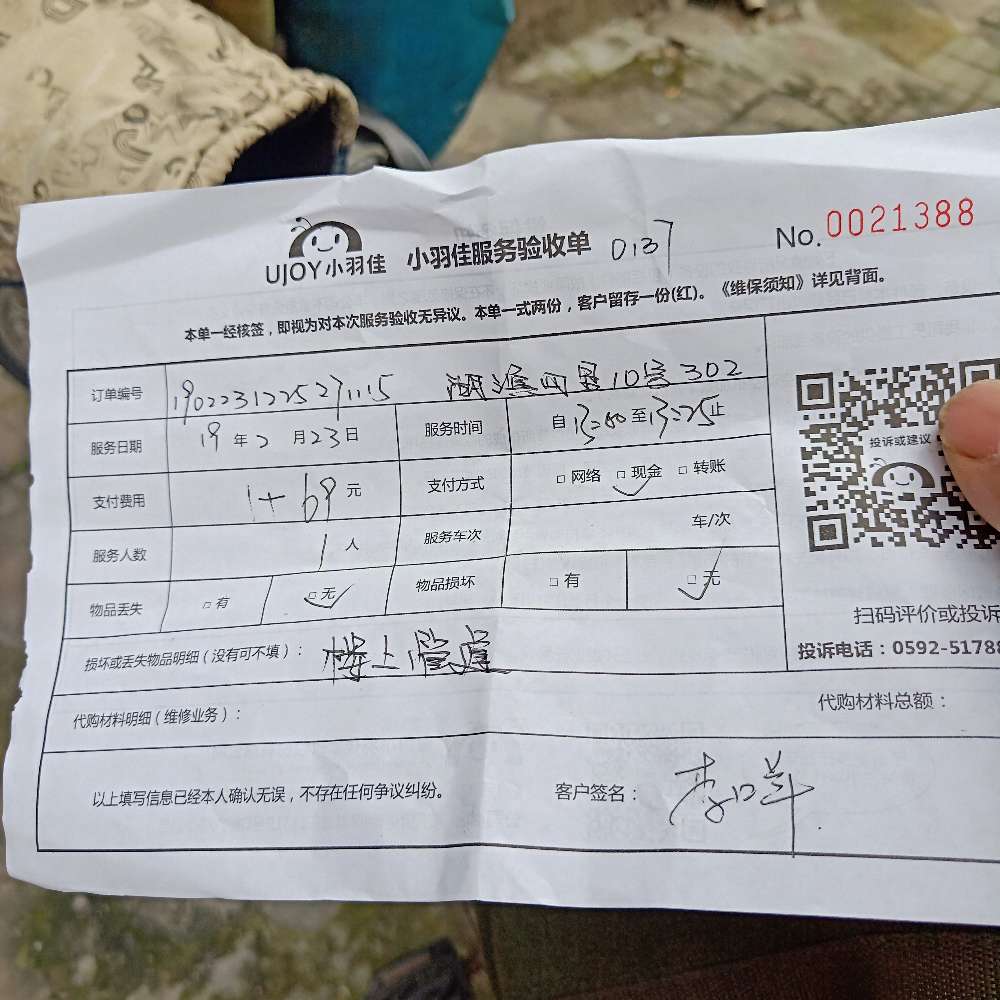 UJOY小羽佳 小羽佳服务验收单 0137 No. 0021388
本单一经核签，即视为对本次服务验收无异议。本单一式两份，客户留存一份(红)。《维保须知》详见背面。
订单编号 1902231225271115 湖滨四里10号302
服务日期 19年2月23日 服务时间 自13:00至13:25止
支付费用 1+69元 支付方式 □网络 □现金 □转账
服务人数 1人 服务车次 车/次
物品丢失 □有 □无 物品损坏 □有 □无
投诉或建议
扫码评价或投诉
投诉电话：0592-51788
损坏或丢失物品明细（没有可不填）： 楼上
代购材料明细（维修业务）： 代购材料总额：
以上填写信息已经本人确认无误，不存在任何争议纠纷。 客户签名： 李